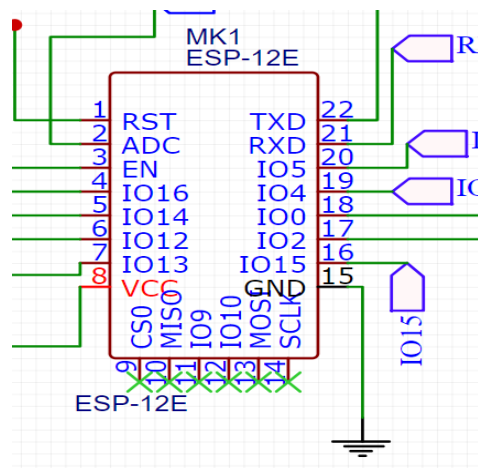 MK1
ESP-12E
1 RST TXD 22
2 ADC RXD 21
3 EN IO5 20
4 IO16 IO4 19
5 IO14 IO0 18
6 IO12 IO2 17
7 IO13 IO15 16
8 VCC GND 15
CS0 MISO IO9 IO10 MOSI SCLK
9 10 11 12 13 14
ESP-12E
IO15